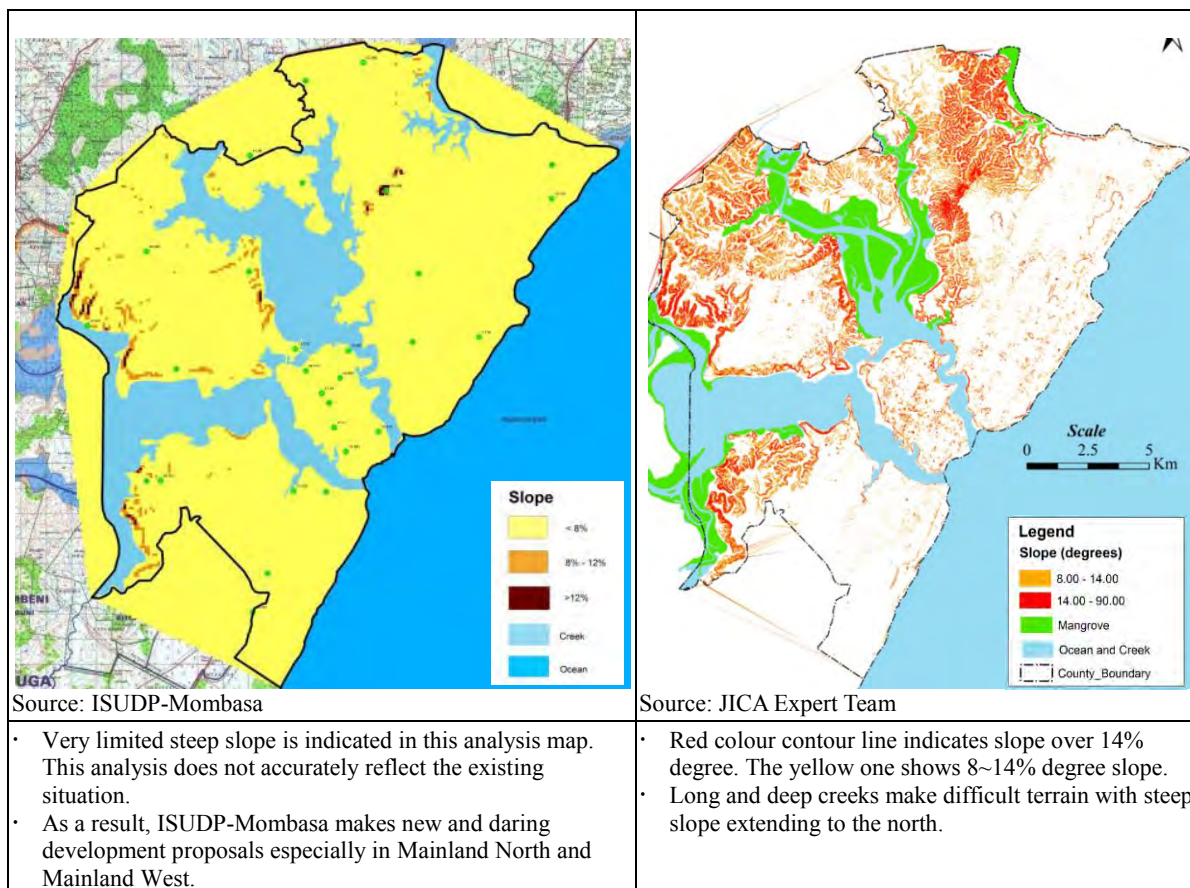 Slope
< 8%
8% - 12%
>12%
Creek
Ocean
MBENI
UGA
Source: ISUDP-Mombasa
Scale
0 2.5 5
Km
Legend
Slope (degrees)
8.00 - 14.00
14.00 - 90.00
Mangrove
Ocean and Creek
County_Boundary
Source: JICA Expert Team
· Very limited steep slope is indicated in this analysis map.
This analysis does not accurately reflect the existing
situation.
· As a result, ISUDP-Mombasa makes new and daring
development proposals especially in Mainland North and
Mainland West.
· Red colour contour line indicates slope over 14%
degree. The yellow one shows 8~14% degree slope.
· Long and deep creeks make difficult terrain with steep
slope extending to the north.